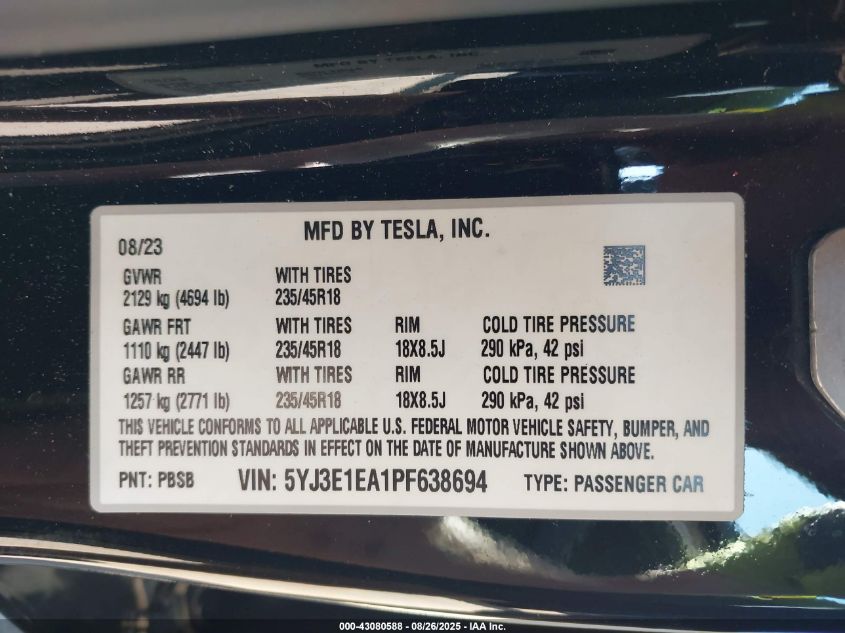 MFD BY TESLA, INC.
MFD BY TESLA, INC.
08/23
GVWR WITH TIRES
2129 kg (4694 lb) 235/45R18
GAWR FRT WITH TIRES RIM COLD TIRE PRESSURE
1110 kg (2447 lb) 235/45R18 18X8.5J 290 kPa, 42 psi
GAWR RR WITH TIRES RIM COLD TIRE PRESSURE
1257 kg (2771 lb) 235/45R18 18X8.5J 290 kPa, 42 psi
THIS VEHICLE CONFORMS TO ALL APPLICABLE U.S. FEDERAL MOTOR VEHICLE SAFETY, BUMPER, AND
THEFT PREVENTION STANDARDS IN EFFECT ON THE DATE OF MANUFACTURE SHOWN ABOVE.
PNT: PBSB VIN: 5YJ3E1EA1PF638694 TYPE: PASSENGER CAR
000-43080588 - 08/26/2025 - IAA Inc.